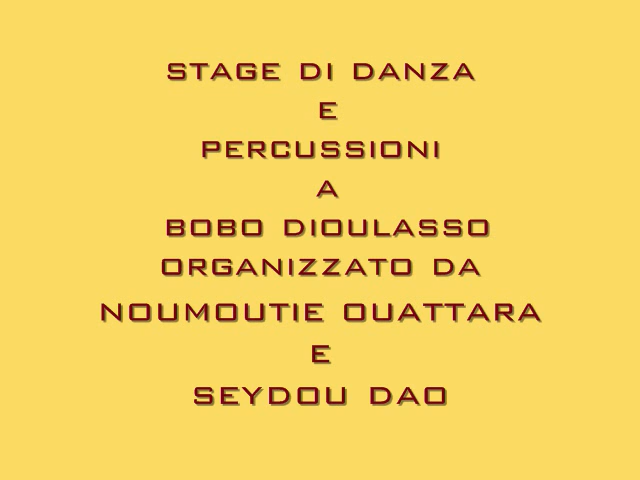 STAGE DI DANZA
E
PERCUSSIONI
A
BOBO DIOULASSO
ORGANIZZATO DA
NOUMOUTIE OUATTARA
E
SEYDOU DAO